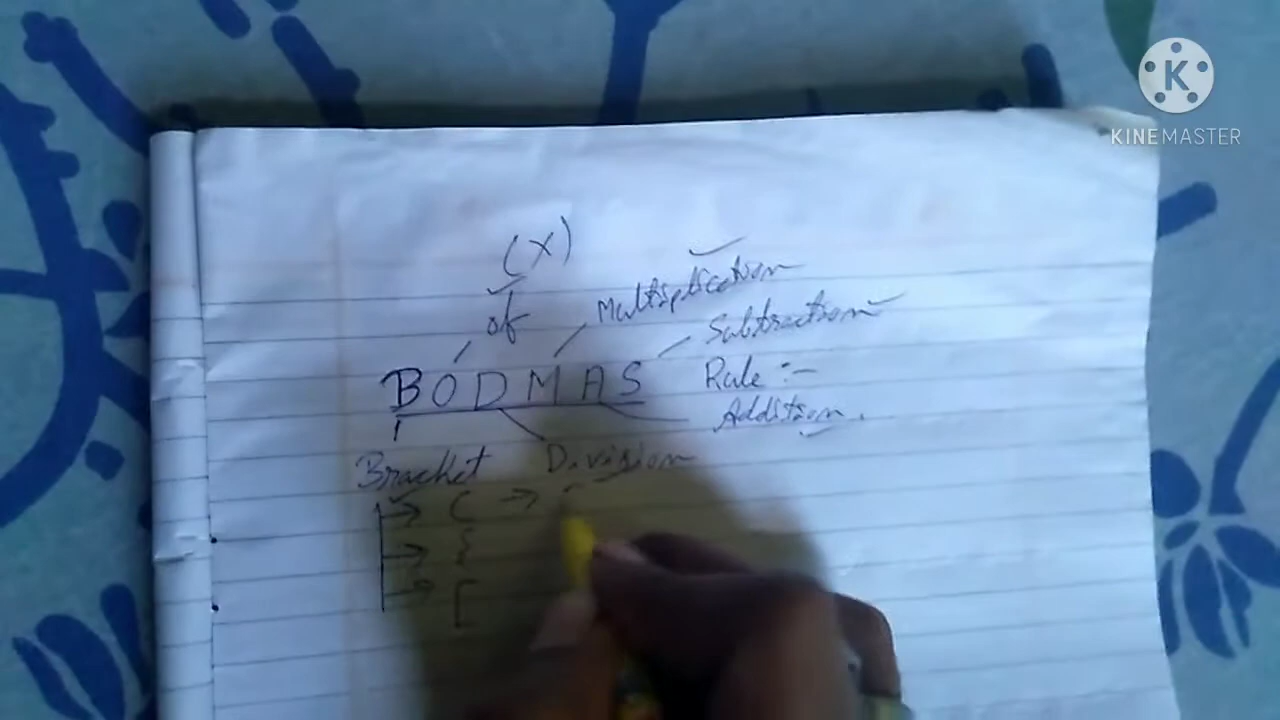 (x)
of
Multiplication
Subtraction
BODMAS Rule :-
Addition.
Bracket Division
→ ( →
→ {
→ [
K
KINEMASTER